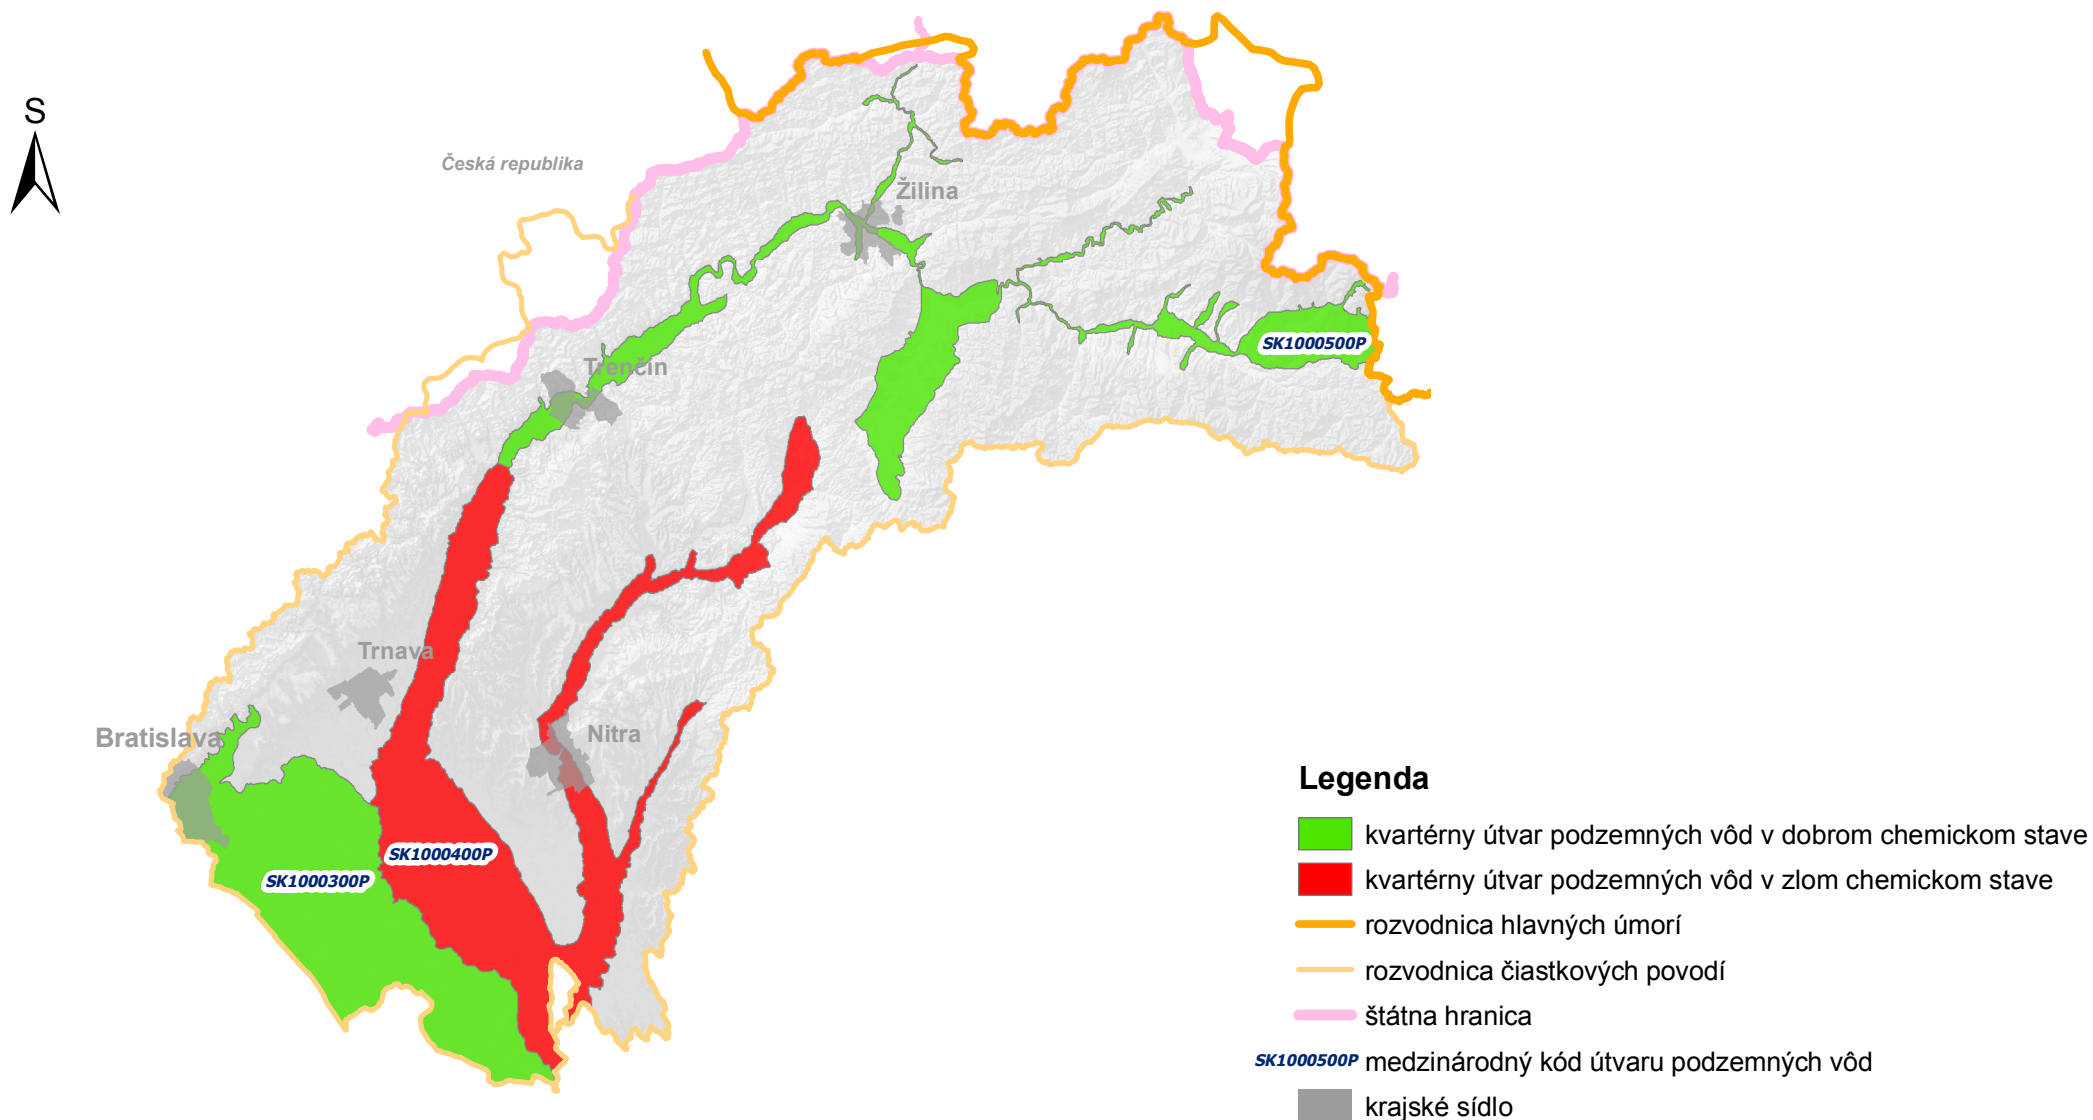 S
Česká republika
Žilina
SK1000500P
Trenčín
Trnava
Nitra
Bratislava
SK1000400P
SK1000300P
Legenda
kvartérny útvar podzemných vôd v dobrom chemickom stave
kvartérny útvar podzemných vôd v zlom chemickom stave
rozvodnica hlavných úmorí
rozvodnica čiastkových povodí
štátna hranica
SK1000500P medzinárodný kód útvaru podzemných vôd
krajské sídlo